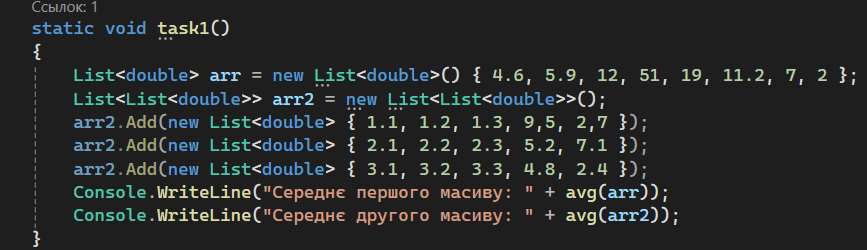 Ссылок: 1
static void task1()
{
    List<double> arr = new List<double>() { 4.6, 5.9, 12, 51, 19, 11.2, 7, 2 };
    List<List<double>> arr2 = new List<List<double>>();
    arr2.Add(new List<double> { 1.1, 1.2, 1.3, 9,5, 2,7 });
    arr2.Add(new List<double> { 2.1, 2.2, 2.3, 5.2, 7.1 });
    arr2.Add(new List<double> { 3.1, 3.2, 3.3, 4.8, 2.4 });
    Console.WriteLine("Середнє першого масиву: " + avg(arr));
    Console.WriteLine("Середнє другого масиву: " + avg(arr2));
}